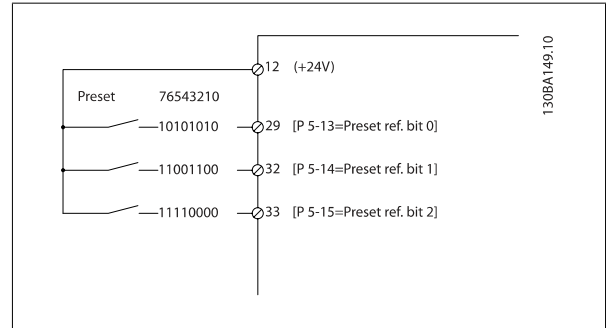 12 (+24V)
130BA149.10
Preset 76543210
10101010 29 [P 5-13=Preset ref. bit 0]
11001100 32 [P 5-14=Preset ref. bit 1]
11110000 33 [P 5-15=Preset ref. bit 2]